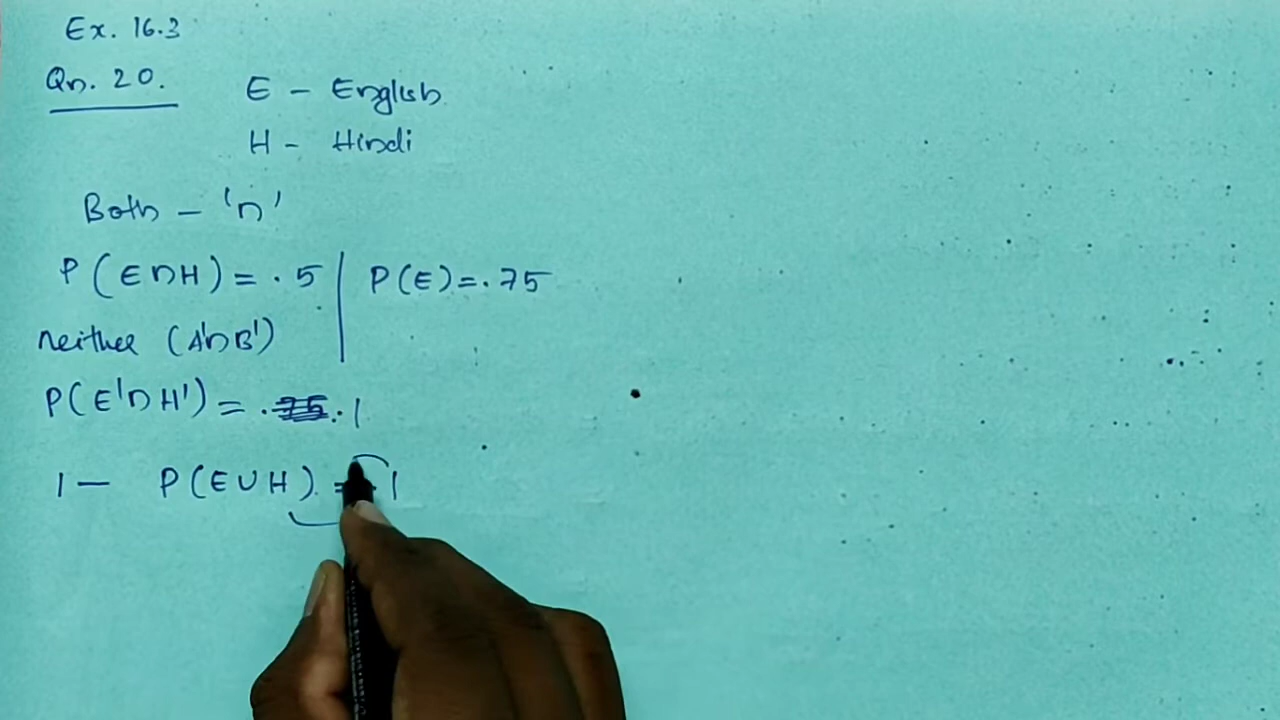 Ex. 16.3
Qn. 20.
E - English
H - Hindi
Both - '∩'
P(E∩H) = .5 | P(E) = .75
neither (A'∩B')
P(E'∩H') = .1
1 - P(E∪H) = .1